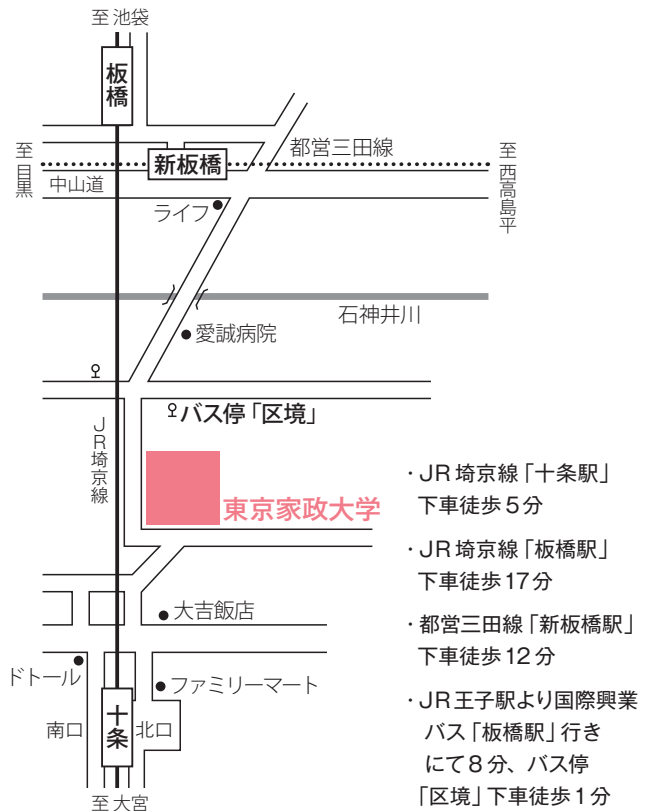 至池袋
板橋
都営三田線
至目黒
新板橋
至西高島平
中山道
ライフ
石神井川
愛誠病院
バス停「区境」
JR埼京線
東京家政大学
大吉飯店
ドトール
ファミリーマート
南口
十条
北口
至大宮
・JR埼京線「十条駅」
下車徒歩5分
・JR埼京線「板橋駅」
下車徒歩17分
・都営三田線「新板橋駅」
下車徒歩12分
・JR王子駅より国際興業
バス「板橋駅」行き
にて8分、バス停
「区境」下車徒歩1分